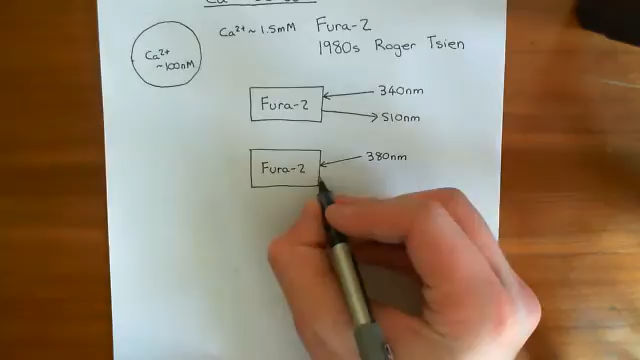 Ca²⁺ ~ 1.5mM
Fura-2
1980s Roger Tsien
Ca²⁺
~100nM
Fura-2
340nm
510nm
Fura-2
380nm